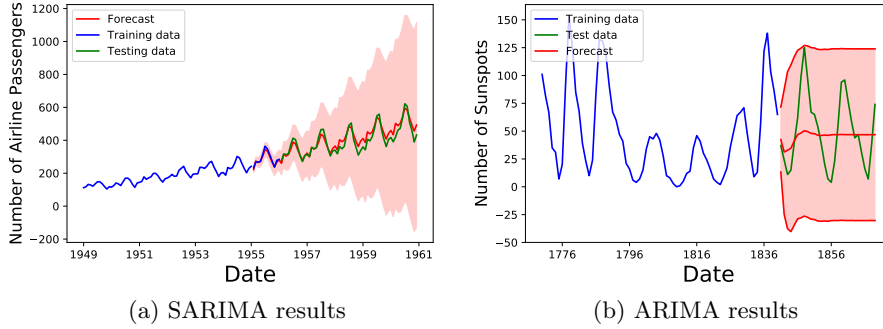 Number of Airline Passengers
1200
1000
800
600
400
200
0
−200
Forecast
Training data
Testing data
1949
1951
1953
1955
1957
1959
1961
Date
(a) SARIMA results
Number of Sunspots
150
125
100
75
50
25
0
−25
−50
Training data
Test data
Forecast
1776
1796
1816
1836
1856
Date
(b) ARIMA results